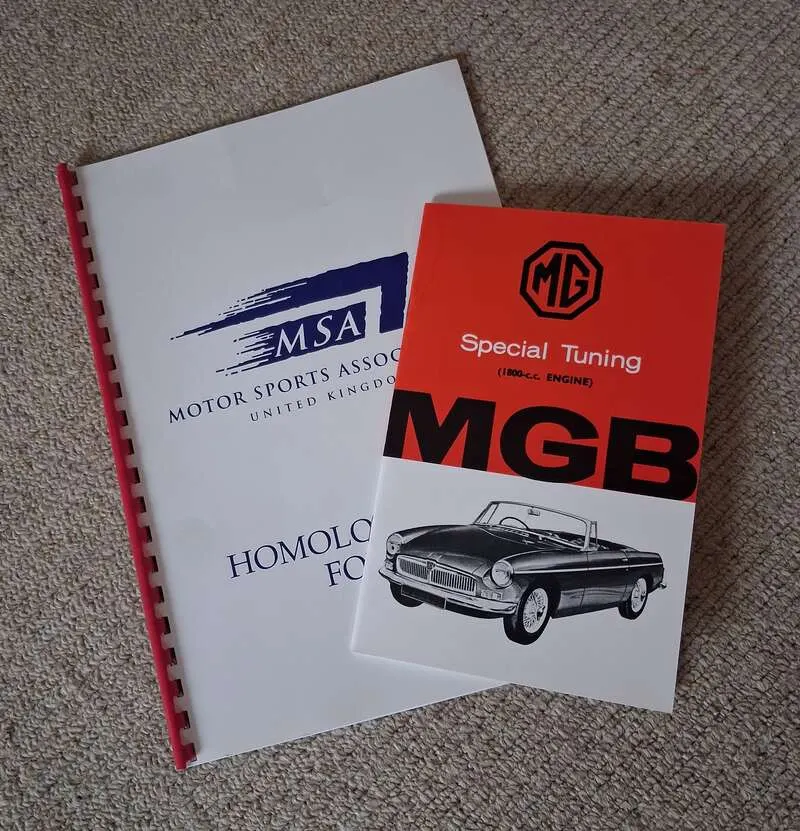 MSA
MOTOR SPORTS ASSOC
UNITED KINGDO
HOMOLO
FO
MG
Special Tuning
(1800-c.c. ENGINE)
MGB